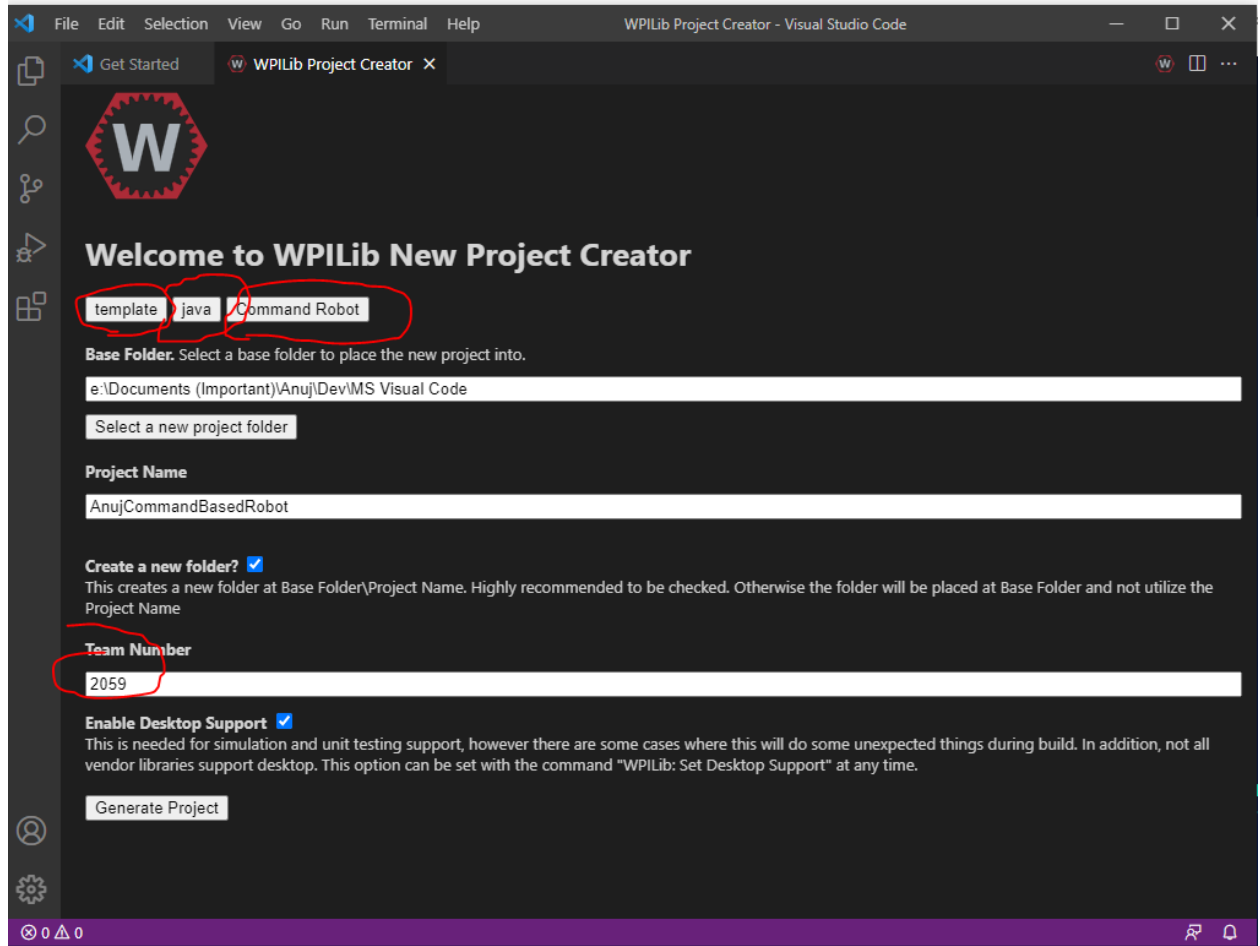 File Edit Selection View Go Run Terminal Help WPILib Project Creator - Visual Studio Code
Get Started W WPILib Project Creator
W
Welcome to WPILib New Project Creator
template java Command Robot
Base Folder. Select a base folder to place the new project into.
e:\Documents (Important)\Anuj\Dev\MS Visual Code
Select a new project folder
Project Name
AnujCommandBasedRobot
Create a new folder?
This creates a new folder at Base Folder\Project Name. Highly recommended to be checked. Otherwise the folder will be placed at Base Folder and not utilize the
Project Name
Team Number
2059
Enable Desktop Support
This is needed for simulation and unit testing support, however there are some cases where this will do some unexpected things during build. In addition, not all
vendor libraries support desktop. This option can be set with the command "WPILib: Set Desktop Support" at any time.
Generate Project
0 0